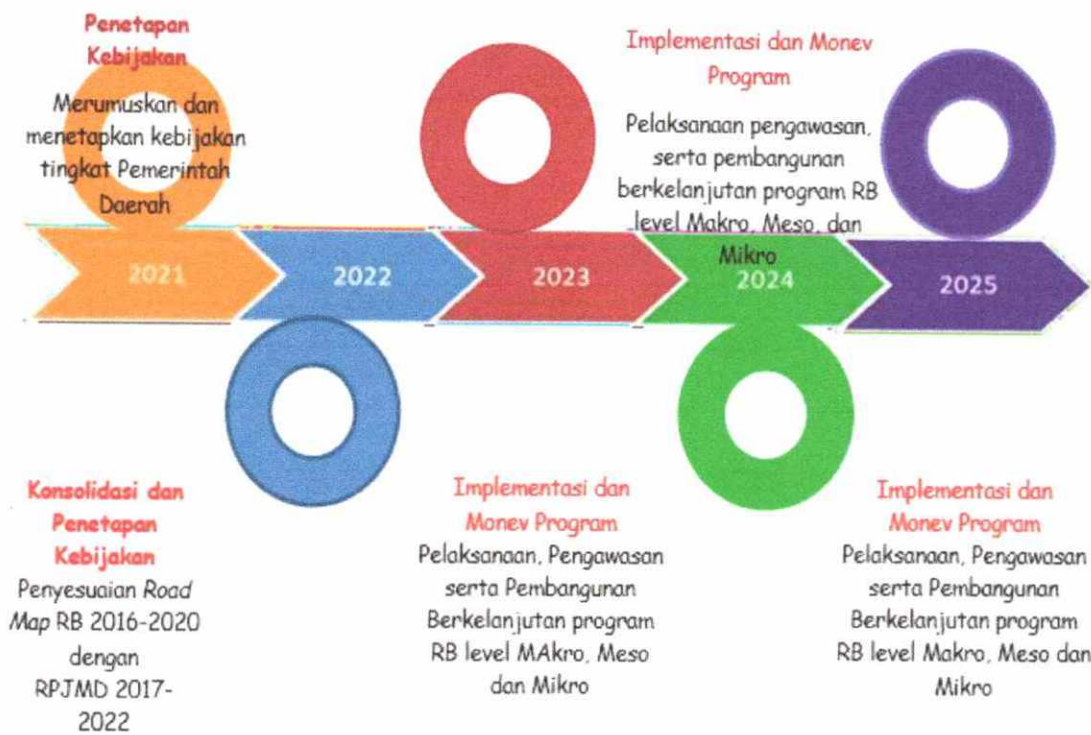 Penetapan
Kebijakan
Merumuskan dan
menetapkan kebijakan
tingkat Pemerintah
Daerah
Implementasi dan Monev
Program
Pelaksanaan pengawasan,
serta pembangunan
berkelanjutan program RB
level Makro, Meso, dan
Mikro
2021
2022
2023
2024
2025
Konsolidasi dan
Penetapan
Kebijakan
Penyesuaian Road
Map RB 2016-2020
dengan
RPJMD 2017-
2022
Implementasi dan
Monev Program
Pelaksanaan, Pengawasan
serta Pembangunan
Berkelanjutan program
RB level MAkro, Meso
dan Mikro
Implementasi dan
Monev Program
Pelaksanaan, Pengawasan
serta Pembangunan
Berkelanjutan program
RB level Makro, Meso dan
Mikro